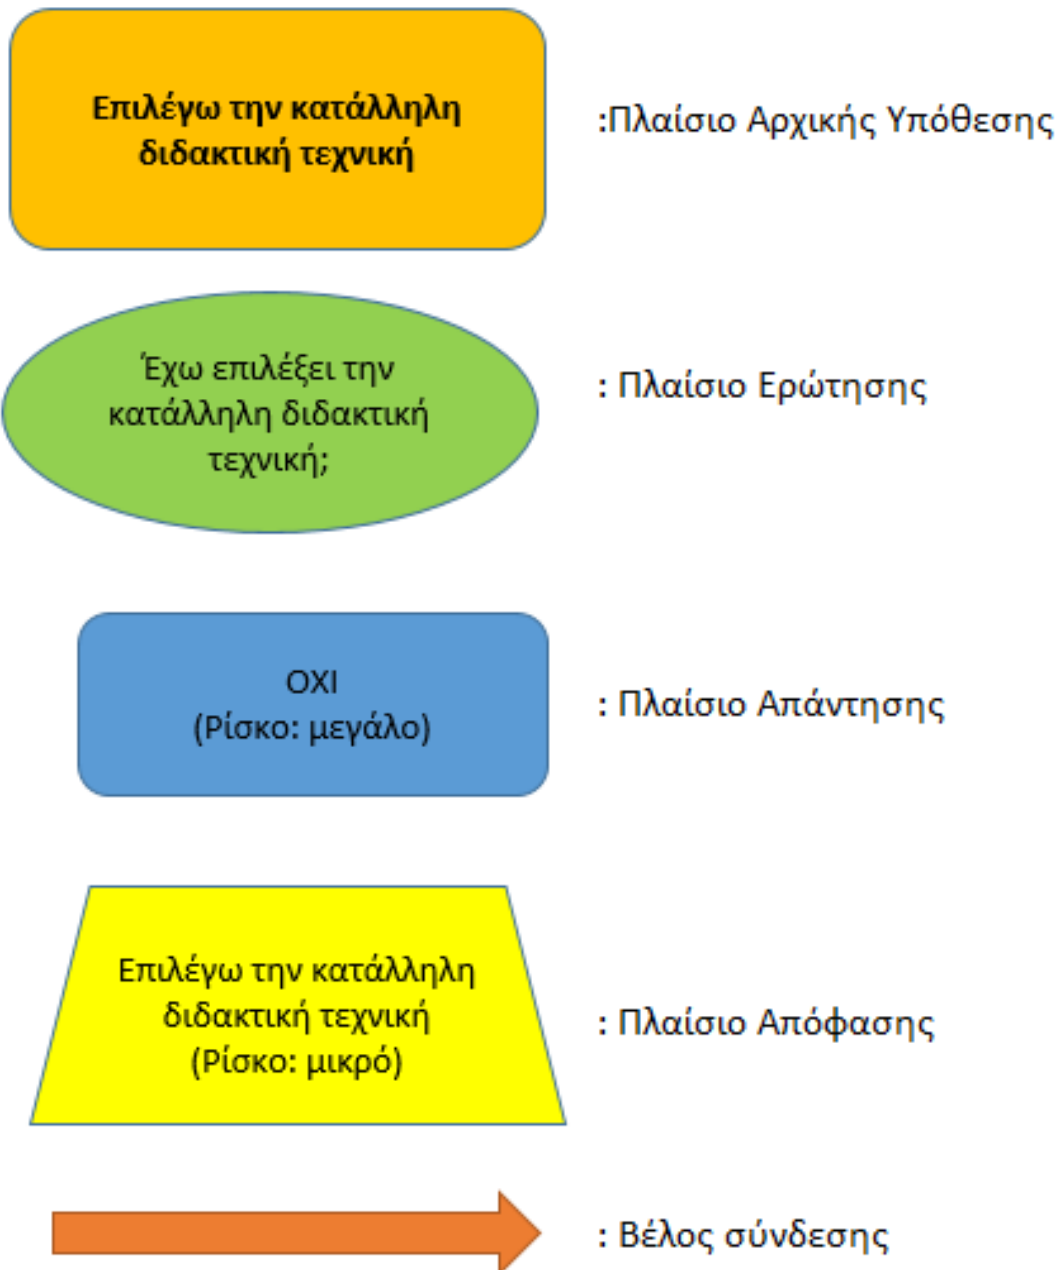 Επιλέγω την κατάλληλη
διδακτική τεχνική
:Πλαίσιο Αρχικής Υπόθεσης
Έχω επιλέξει την
κατάλληλη διδακτική
τεχνική;
: Πλαίσιο Ερώτησης
ΟΧΙ
(Ρίσκο: μεγάλο)
: Πλαίσιο Απάντησης
Επιλέγω την κατάλληλη
διδακτική τεχνική
(Ρίσκο: μικρό)
: Πλαίσιο Απόφασης
: Βέλος σύνδεσης